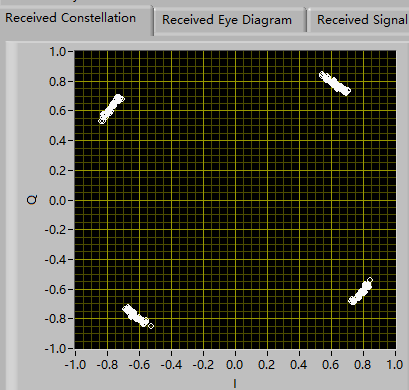 Received Constellation
Received Eye Diagram
Received Signal
Q
1.0
0.8
0.6
0.4
0.2
0.0
-0.2
-0.4
-0.6
-0.8
-1.0
-1.0 -0.8 -0.6 -0.4 -0.2 0.0 0.2 0.4 0.6 0.8 1.0
I